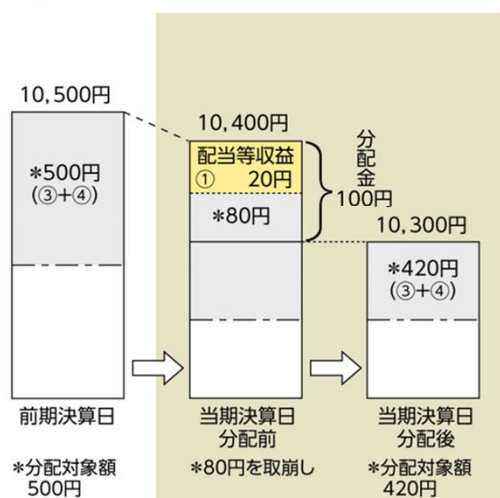 10,500円
*500円
(③+④)
前期決算日
*分配対象額
500円
10,400円
配当等収益
① 20円
*80円
分配金
100円
当期決算日
分配前
*80円を取崩し
10,300円
*420円
(③+④)
当期決算日
分配後
*分配対象額
420円